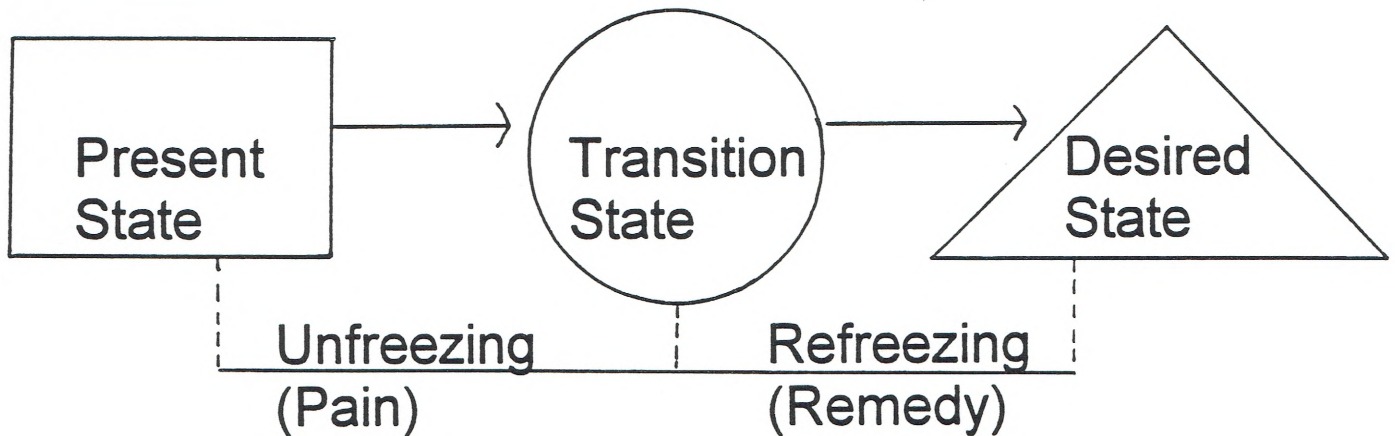 Present
State
Transition
State
Desired
State
Unfreezing
(Pain)
Refreezing
(Remedy)